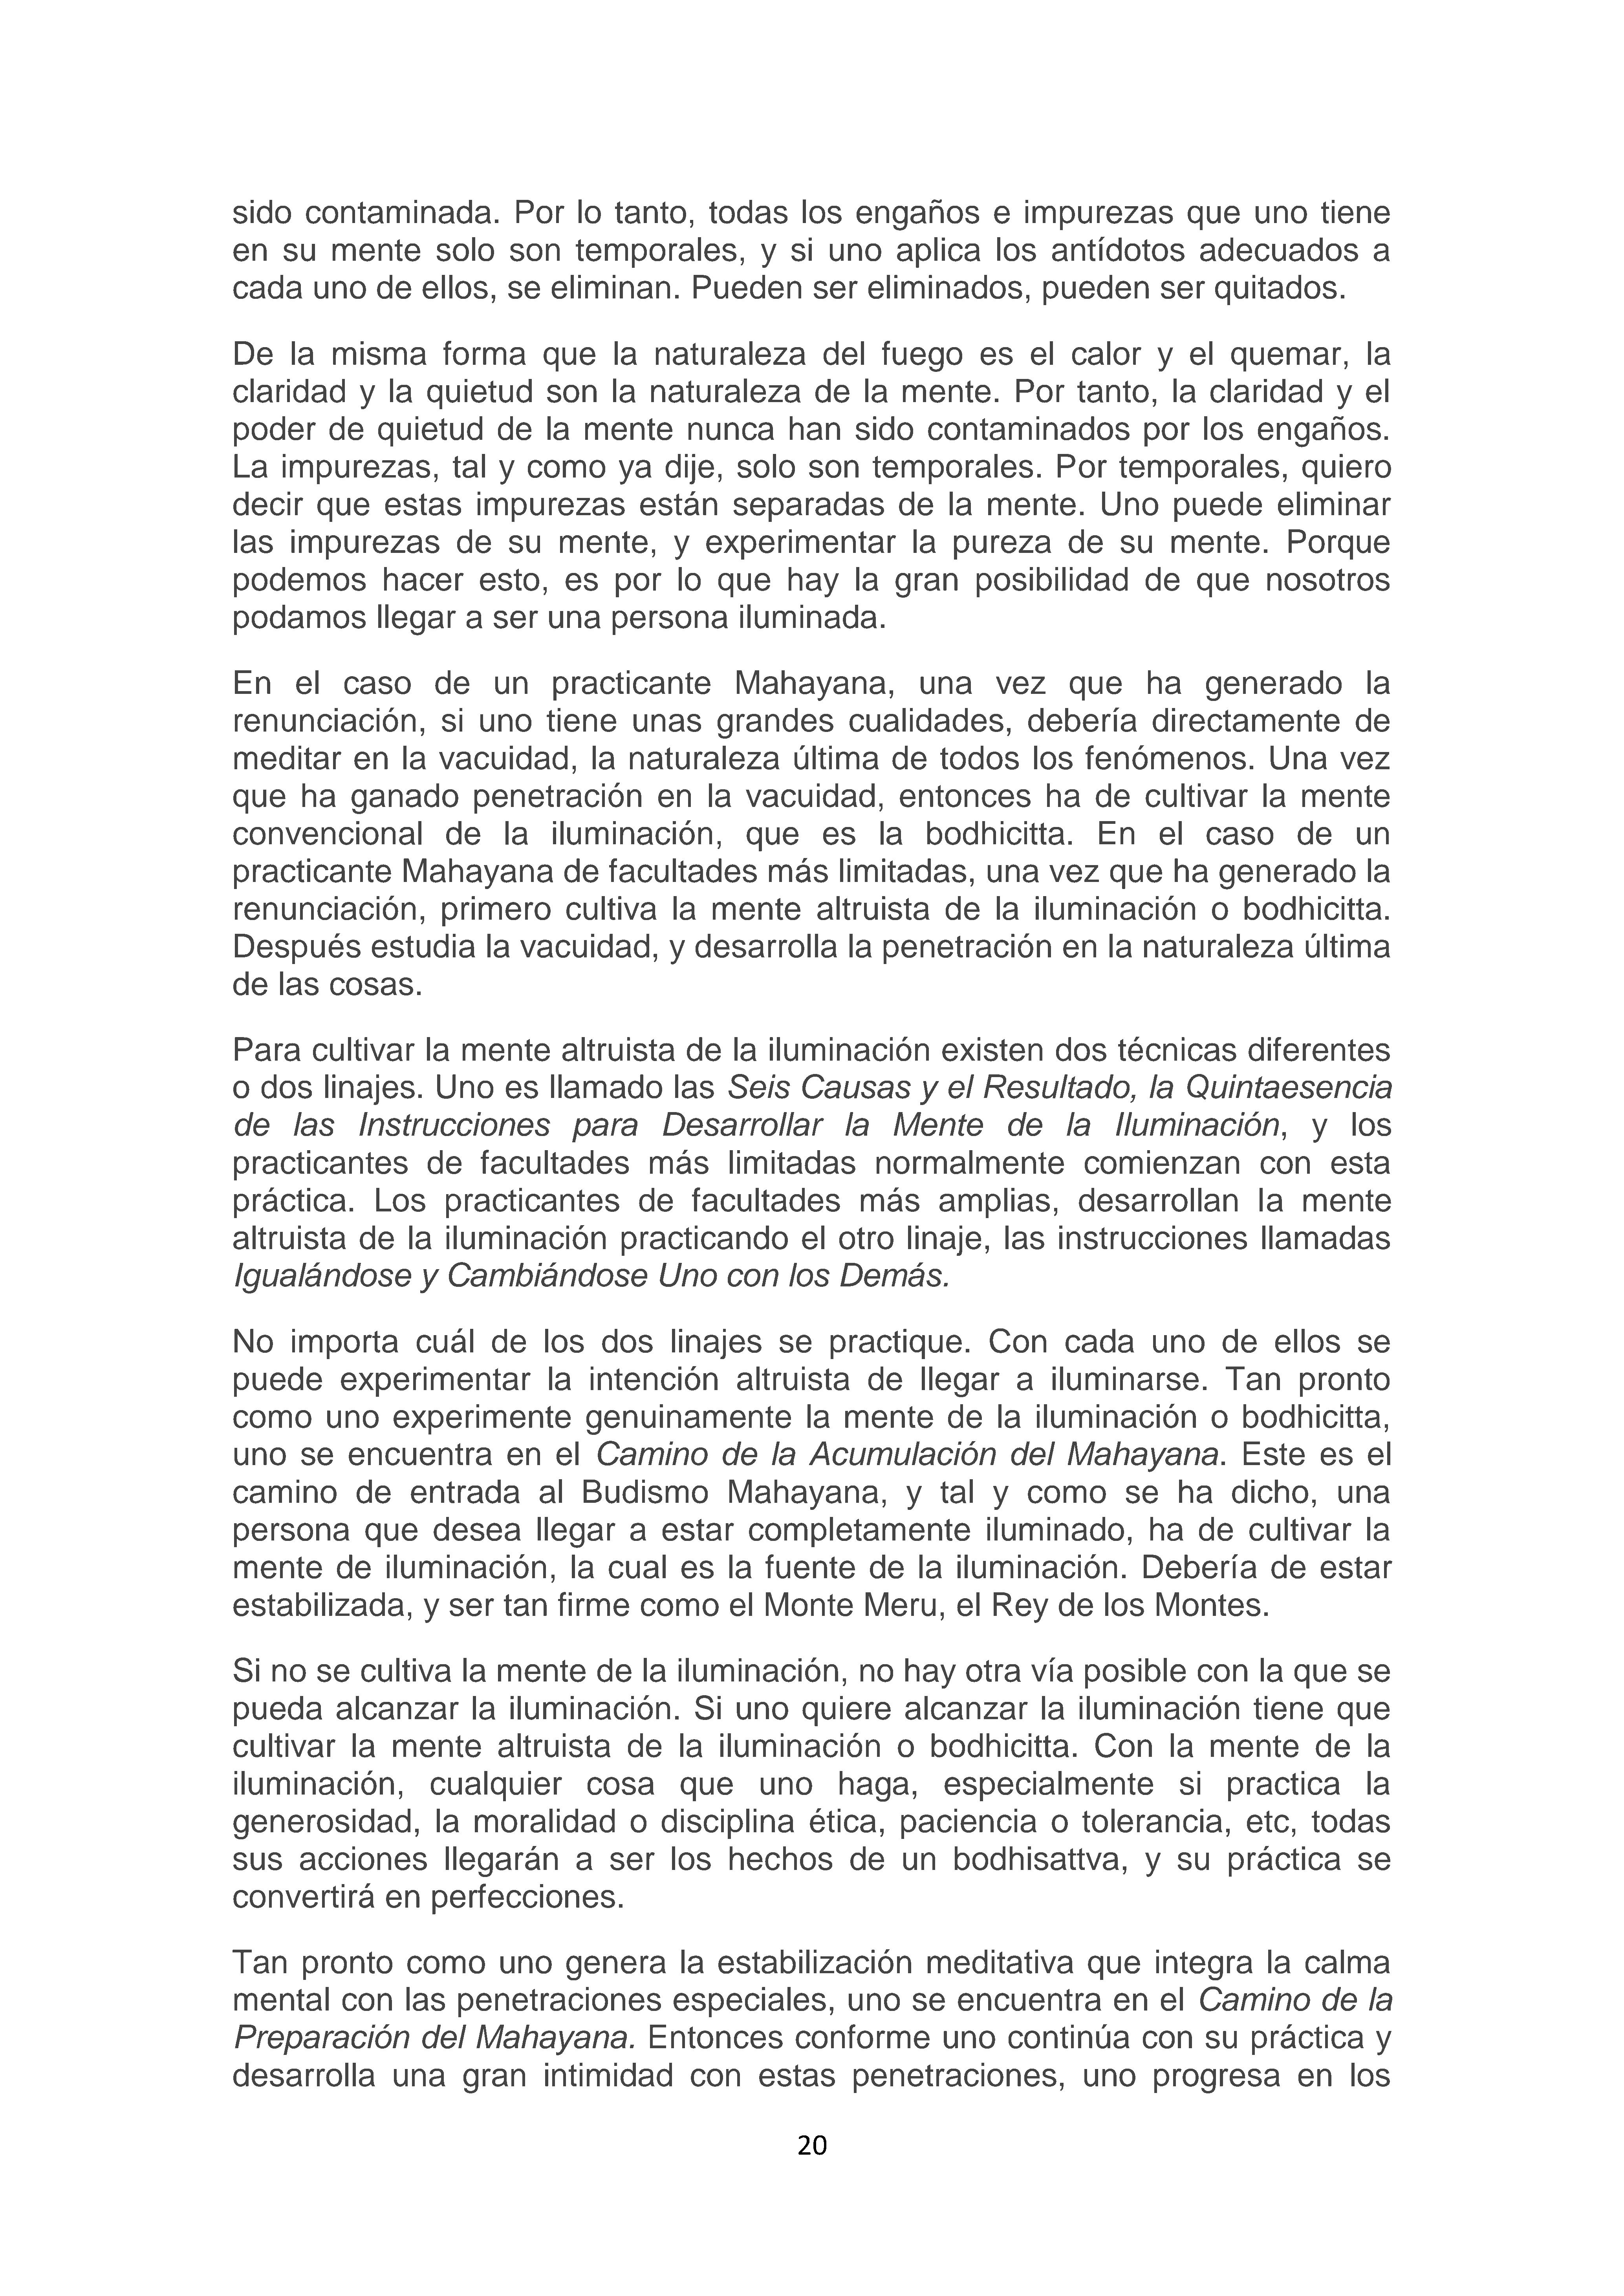 sido contaminada. Por lo tanto, todas los engaños e impurezas que uno tiene
en su mente solo son temporales, y si uno aplica los antídotos adecuados a
cada uno de ellos, se eliminan. Pueden ser eliminados, pueden ser quitados.
De la misma forma que la naturaleza del fuego es el calor y el quemar, la
claridad y la quietud son la naturaleza de la mente. Por tanto, la claridad y el
poder de quietud de la mente nunca han sido contaminados por los engaños.
La impurezas, tal y como ya dije, solo son temporales. Por temporales, quiero
decir que estas impurezas están separadas de la mente. Uno puede eliminar
las impurezas de su mente, y experimentar la pureza de su mente. Porque
podemos hacer esto, es por lo que hay la gran posibilidad de que nosotros
podamos llegar a ser una persona iluminada.
En el caso de un practicante Mahayana, una vez que ha generado la
renunciación, si uno tiene unas grandes cualidades, debería directamente de
meditar en la vacuidad, la naturaleza última de todos los fenómenos. Una vez
que ha ganado penetración en la vacuidad, entonces ha de cultivar la mente
convencional de la iluminación, que es la bodhicitta. En el caso de un
practicante Mahayana de facultades más limitadas, una vez que ha generado la
renunciación, primero cultiva la mente altruista de la iluminación o bodhicitta.
Después estudia la vacuidad, y desarrolla la penetración en la naturaleza última
de las cosas.
Para cultivar la mente altruista de la iluminación existen dos técnicas diferentes
o dos linajes. Uno es llamado las Seis Causas y el Resultado, la Quintaesencia
de las Instrucciones para Desarrollar la Mente de la Iluminación, y los
practicantes de facultades más limitadas normalmente comienzan con esta
práctica. Los practicantes de facultades más amplias, desarrollan la mente
altruista de la iluminación practicando el otro linaje, las instrucciones llamadas
Igualándose y Cambiándose Uno con los Demás.
No importa cuál de los dos linajes se practique. Con cada uno de ellos se
puede experimentar la intención altruista de llegar a iluminarse. Tan pronto
como uno experimente genuinamente la mente de la iluminación o bodhicitta,
uno se encuentra en el Camino de la Acumulación del Mahayana. Este es el
camino de entrada al Budismo Mahayana, y tal y como se ha dicho, una
persona que desea llegar a estar completamente iluminado, ha de cultivar la
mente de iluminación, la cual es la fuente de la iluminación. Debería de estar
estabilizada, y ser tan firme como el Monte Meru, el Rey de los Montes.
Si no se cultiva la mente de la iluminación, no hay otra vía posible con la que se
pueda alcanzar la iluminación. Si uno quiere alcanzar la iluminación tiene que
cultivar la mente altruista de la iluminación o bodhicitta. Con la mente de la
iluminación, cualquier cosa que uno haga, especialmente si practica la
generosidad, la moralidad o disciplina ética, paciencia o tolerancia, etc, todas
sus acciones llegarán a ser los hechos de un bodhisattva, y su práctica se
convertirá en perfecciones.
Tan pronto como uno genera la estabilización meditativa que integra la calma
mental con las penetraciones especiales, uno se encuentra en el Camino de la
Preparación del Mahayana. Entonces conforme uno continúa con su práctica y
desarrolla una gran intimidad con estas penetraciones, uno progresa en los
20